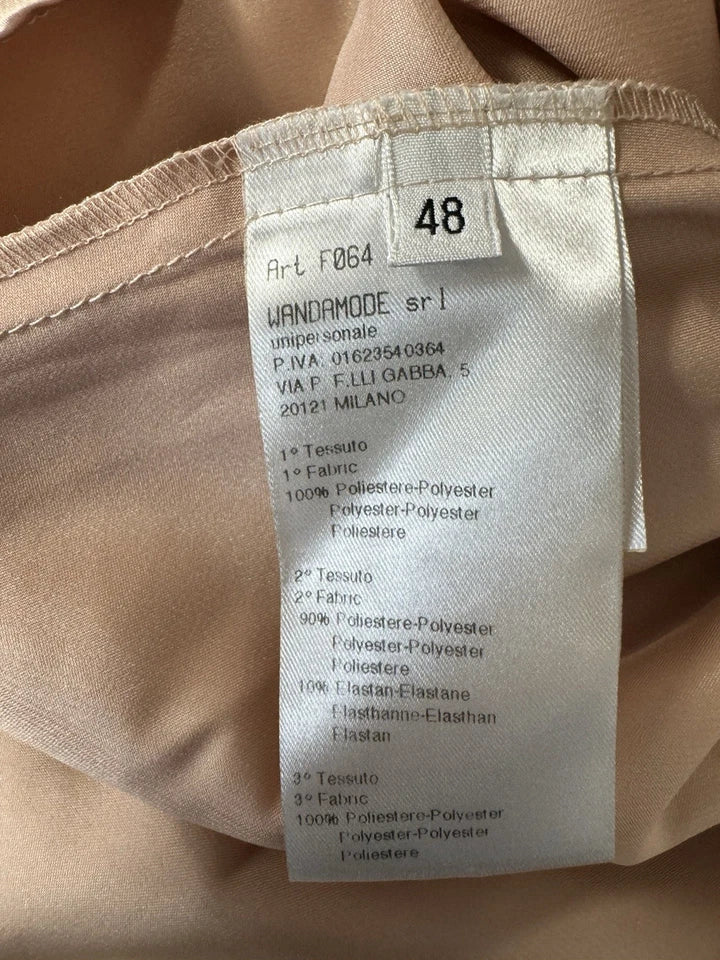 48
Art F064
WANDAMODE srl
unipersonale
P.IVA. 01623540364
VIA P. F.LLI GABBA. 5
20121 MILANO
1° Tessuto
1° Fabric
100% Poliestere-Polyester
Polyester-Polyester
Poliestere
2° Tessuto
2° Fabric
90% Poliestere-Polyester
Polyester-Polyester
Poliestere
10% Elastan-Elastane
Elasthanne-Elasthan
Elastan
3° Tessuto
3° Fabric
100% Poliestere-Polyester
Polyester-Polyester
Poliestere